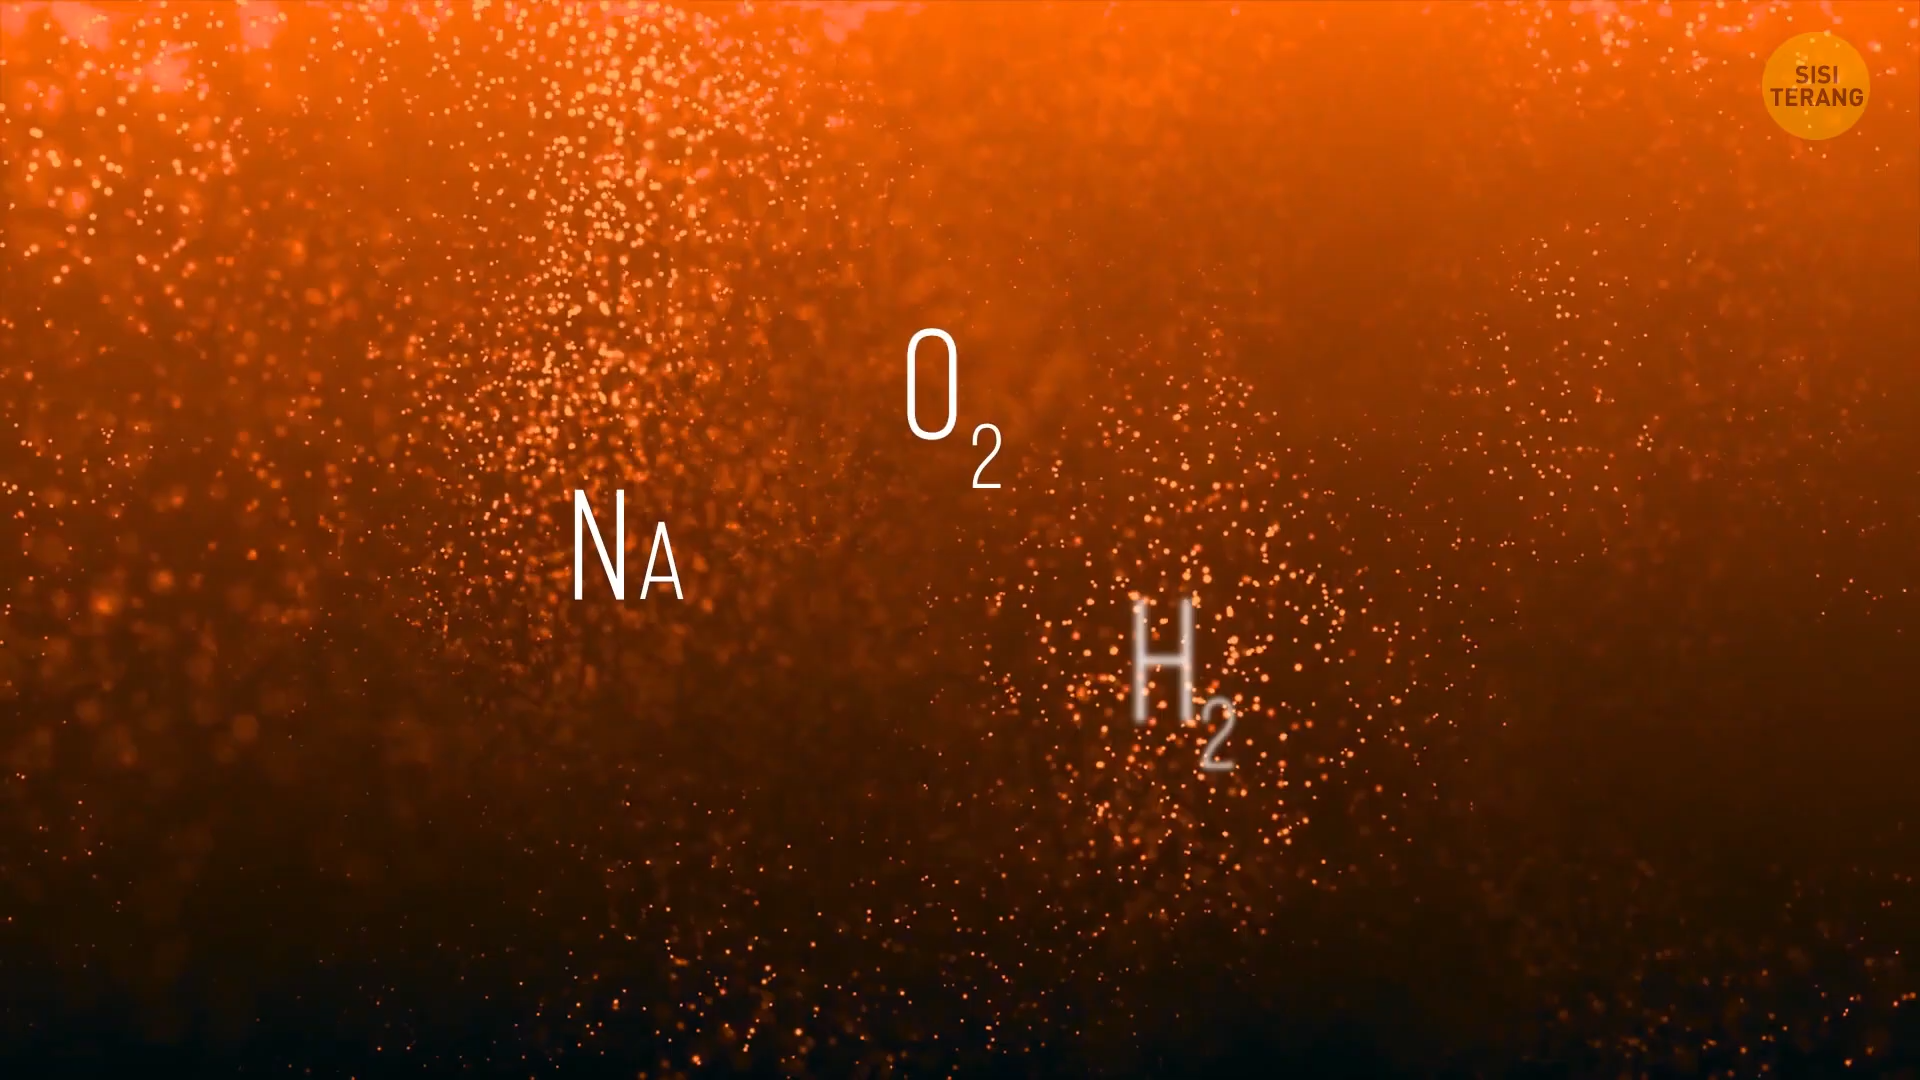 SISI
TERANG
O2
NA
H2